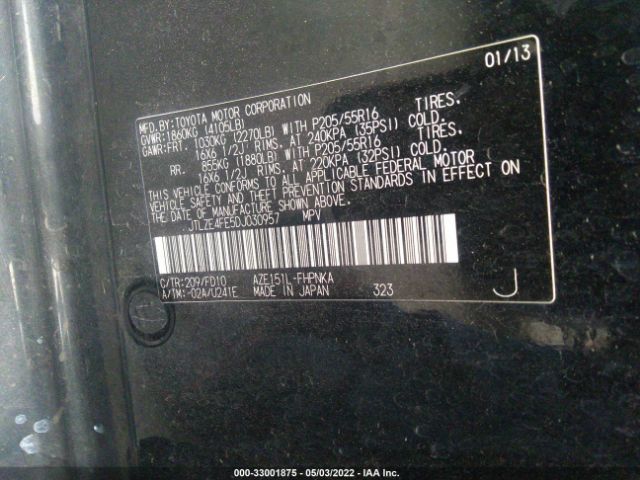 01/13
MFD.BY:TOYOTA MOTOR CORPORATION
GVWR:1860KG (4105LB)
GAWR:FRT. 1030KG (2270LB) WITH P205/55R16 TIRES.
16X6 1/2J RIMS. AT 240KPA (35PSI) COLD.
RR. 855KG (1880LB) WITH P205/55R16 TIRES.
16X6 1/2J RIMS. AT 220KPA (32PSI) COLD.
THIS VEHICLE CONFORMS TO ALL APPLICABLE FEDERAL MOTOR
VEHICLE SAFETY AND THEFT PREVENTION STANDARDS IN EFFECT ON
THE DATE OF MANUFACTURE SHOWN ABOVE.
JTLZE4FE5DJ030957 MPV
C/TR:209/FD10 AZE151L-FHPNKA
A/TM:-02A/U241E MADE IN JAPAN 323 J
000-33001875 - 05/03/2022 - IAA Inc.